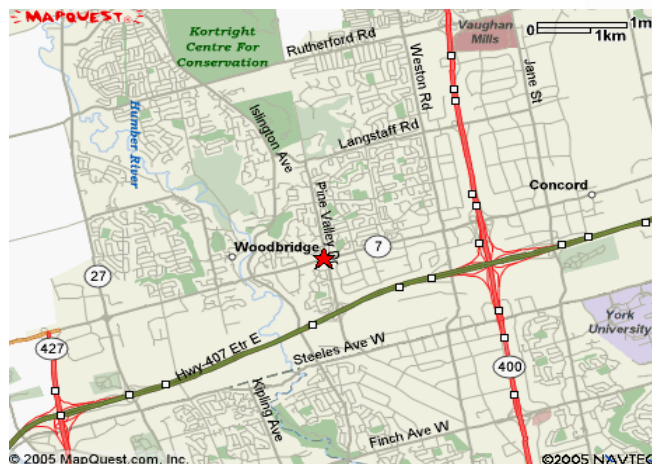 MAPQUEST.
Kortright
Centre For
Conservation
Rutherford Rd
Vaughan
Mills
0
1m
1km
Weston Rd
Jane St
Humber River
Islington Ave
Langstaff Rd
Pine Valley Dr
Concord
Woodbridge
7
27
York
University
427
Hwy-407 Etr E
Steeles Ave W
400
Kipling Ave
Finch Ave W
© 2005 MapQuest.com, Inc.
©2005 NAVTEQ